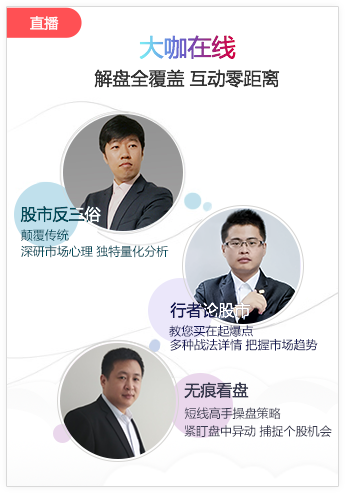 直播
大咖在线
解盘全覆盖 互动零距离
股市反三俗
颠覆传统
深研市场心理 独特量化分析
行者论股市
教您买在起爆点
多种战法详情 把握市场趋势
无痕看盘
短线高手操盘策略
紧盯盘中异动 捕捉个股机会